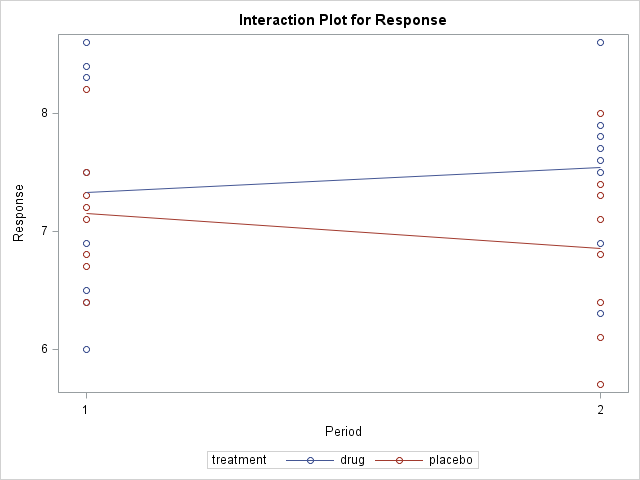 Interaction Plot for Response
8
7
6
Response
1 2
Period
treatment drug placebo